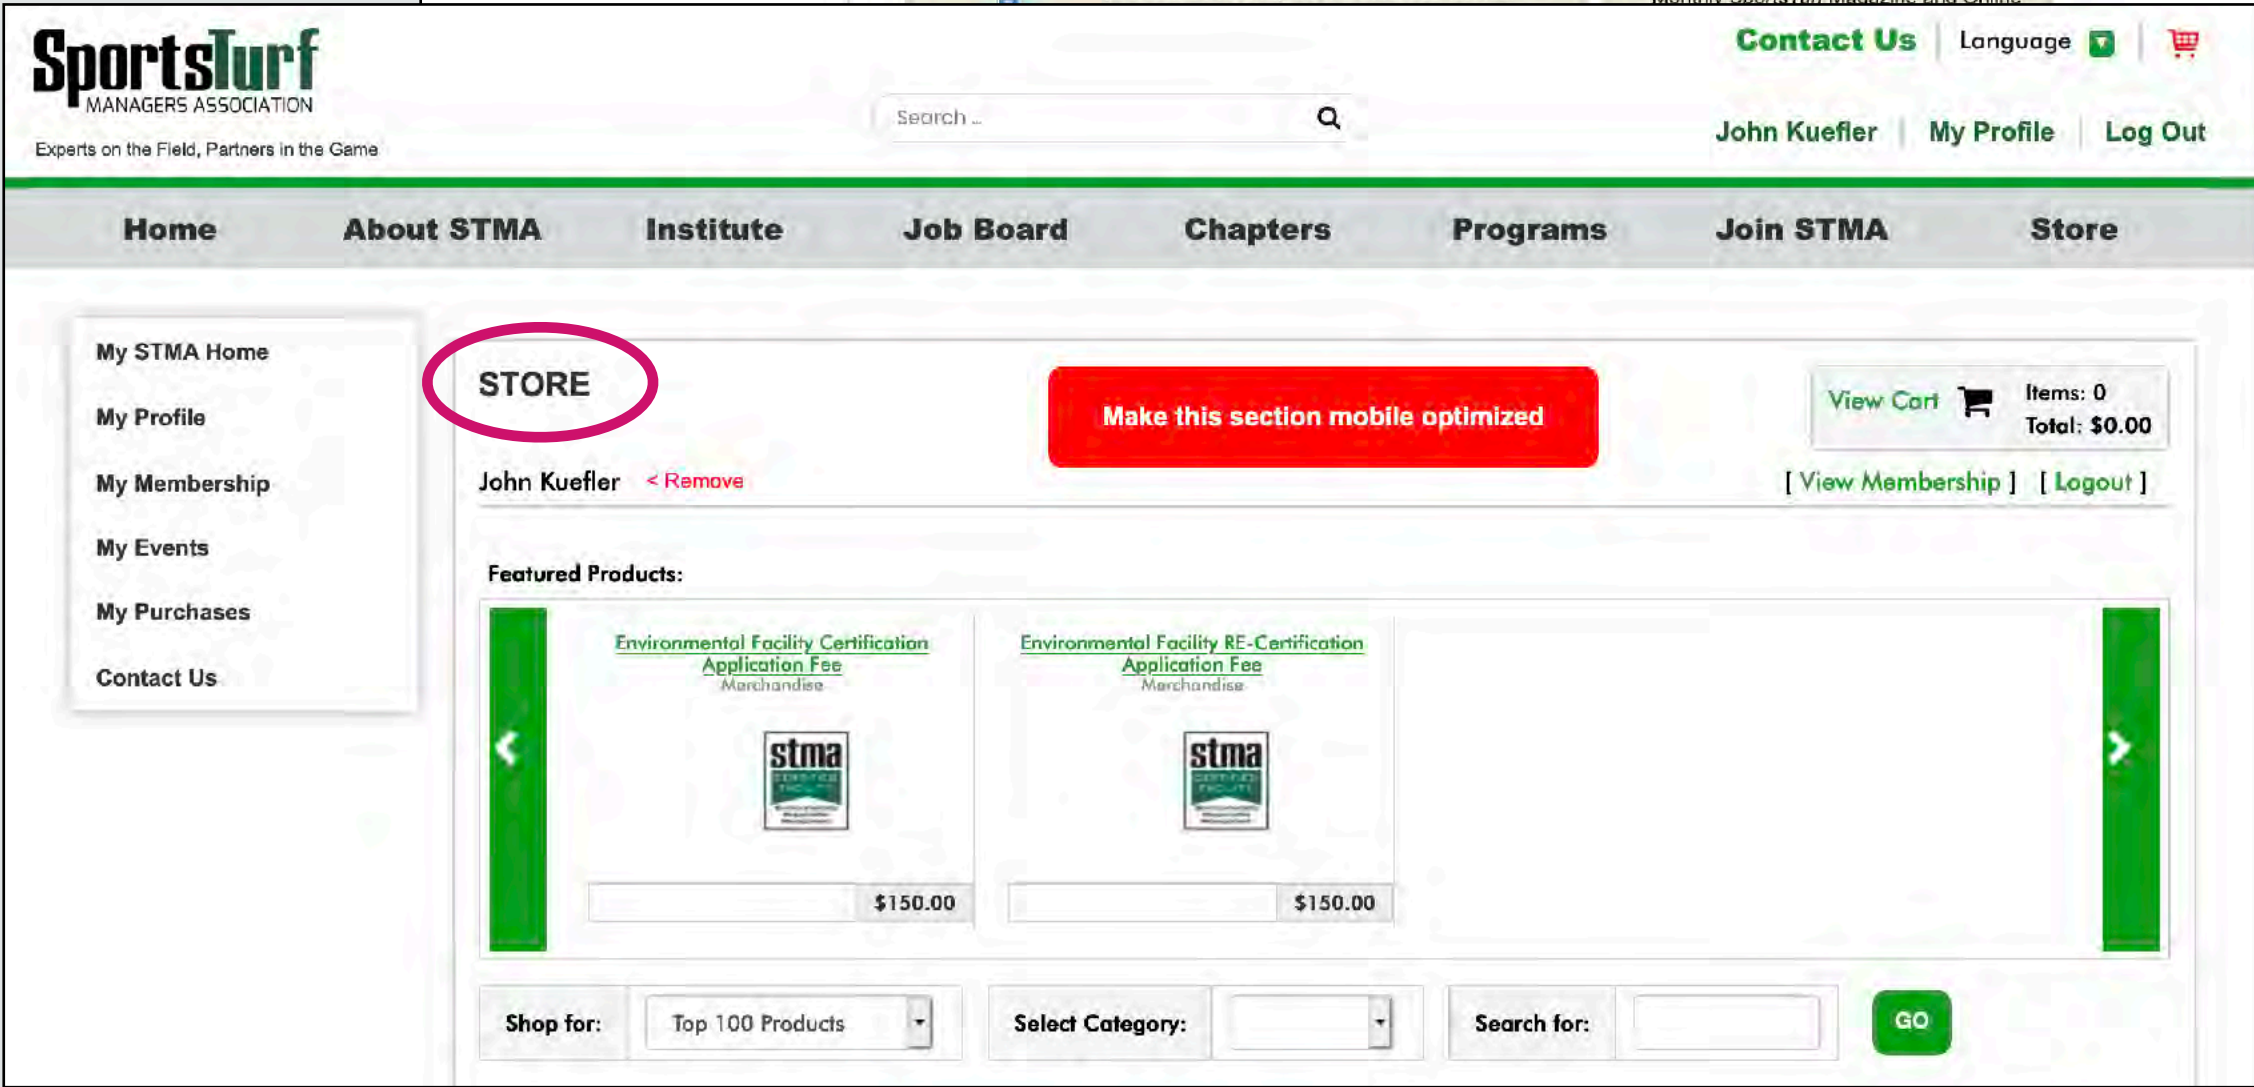 Contact Us Language
SportsTurf
MANAGERS ASSOCIATION
Experts on the Field, Partners in the Game
Search ...
John Kuefler My Profile Log Out
Home About STMA Institute Job Board Chapters Programs Join STMA Store
My STMA Home
My Profile
My Membership
My Events
My Purchases
Contact Us
STORE
Make this section mobile optimized
View Cart Items: 0
Total: $0.00
John Kuefler < Remove
[ View Membership ] [ Logout ]
Featured Products:
Environmental Facility Certification
Application Fee
Merchandise
stma
$150.00
Environmental Facility RE-Certification
Application Fee
Merchandise
stma
$150.00
Shop for: Top 100 Products Select Category: Search for: GO